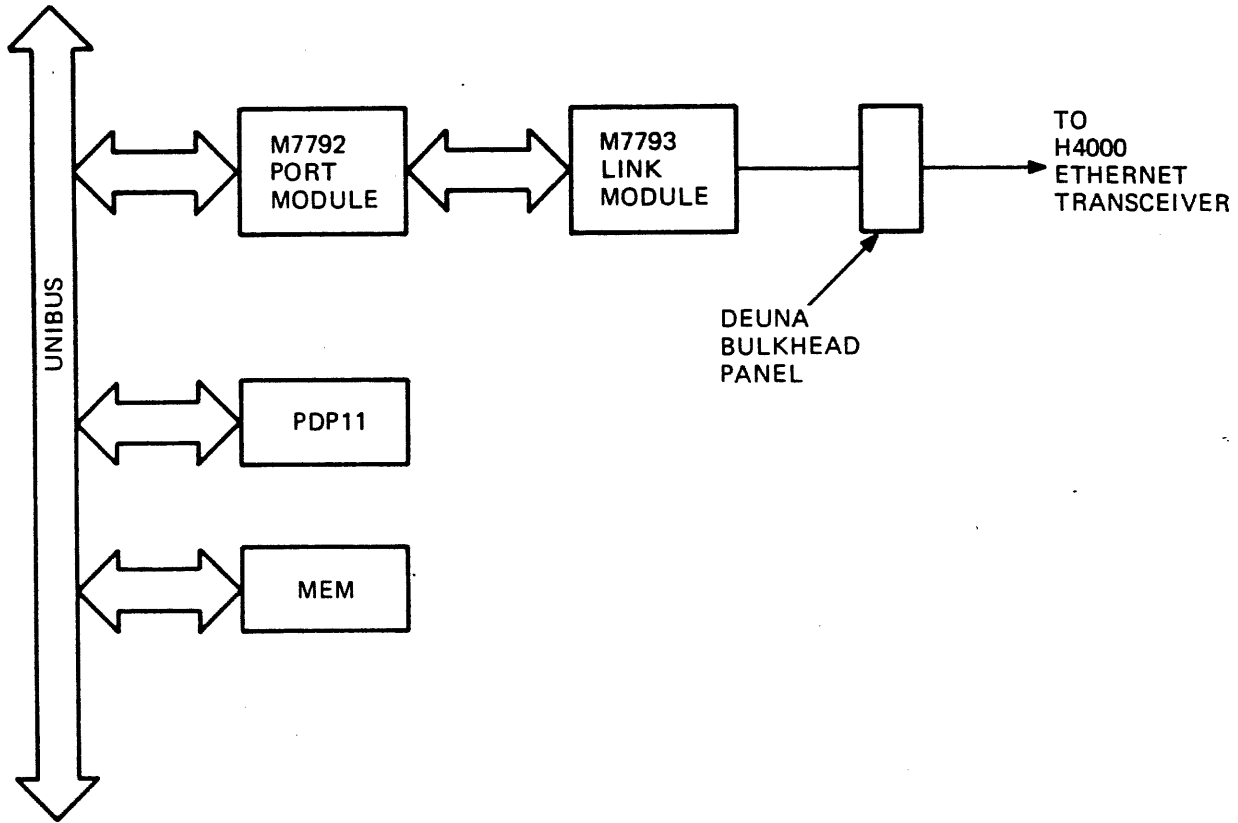 M7792
PORT
MODULE
M7793
LINK
MODULE
TO
H4000
ETHERNET
TRANSCEIVER
UNIBUS
DEUNA
BULKHEAD
PANEL
PDP11
MEM